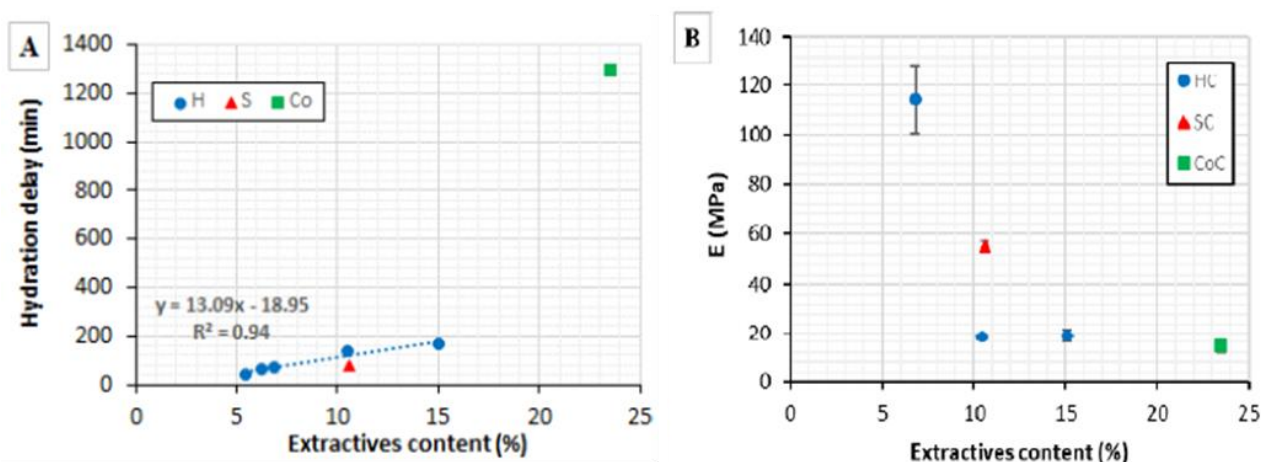 A
Hydration delay (min)
1400
1200
1000
800
600
400
200
0
H S Co
y = 13.09x - 18.95
R² = 0.94
0 5 10 15 20 25
Extractives content (%)
B
E (MPa)
140
120
100
80
60
40
20
0
HC
SC
CoC
0 5 10 15 20 25
Extractives content (%)